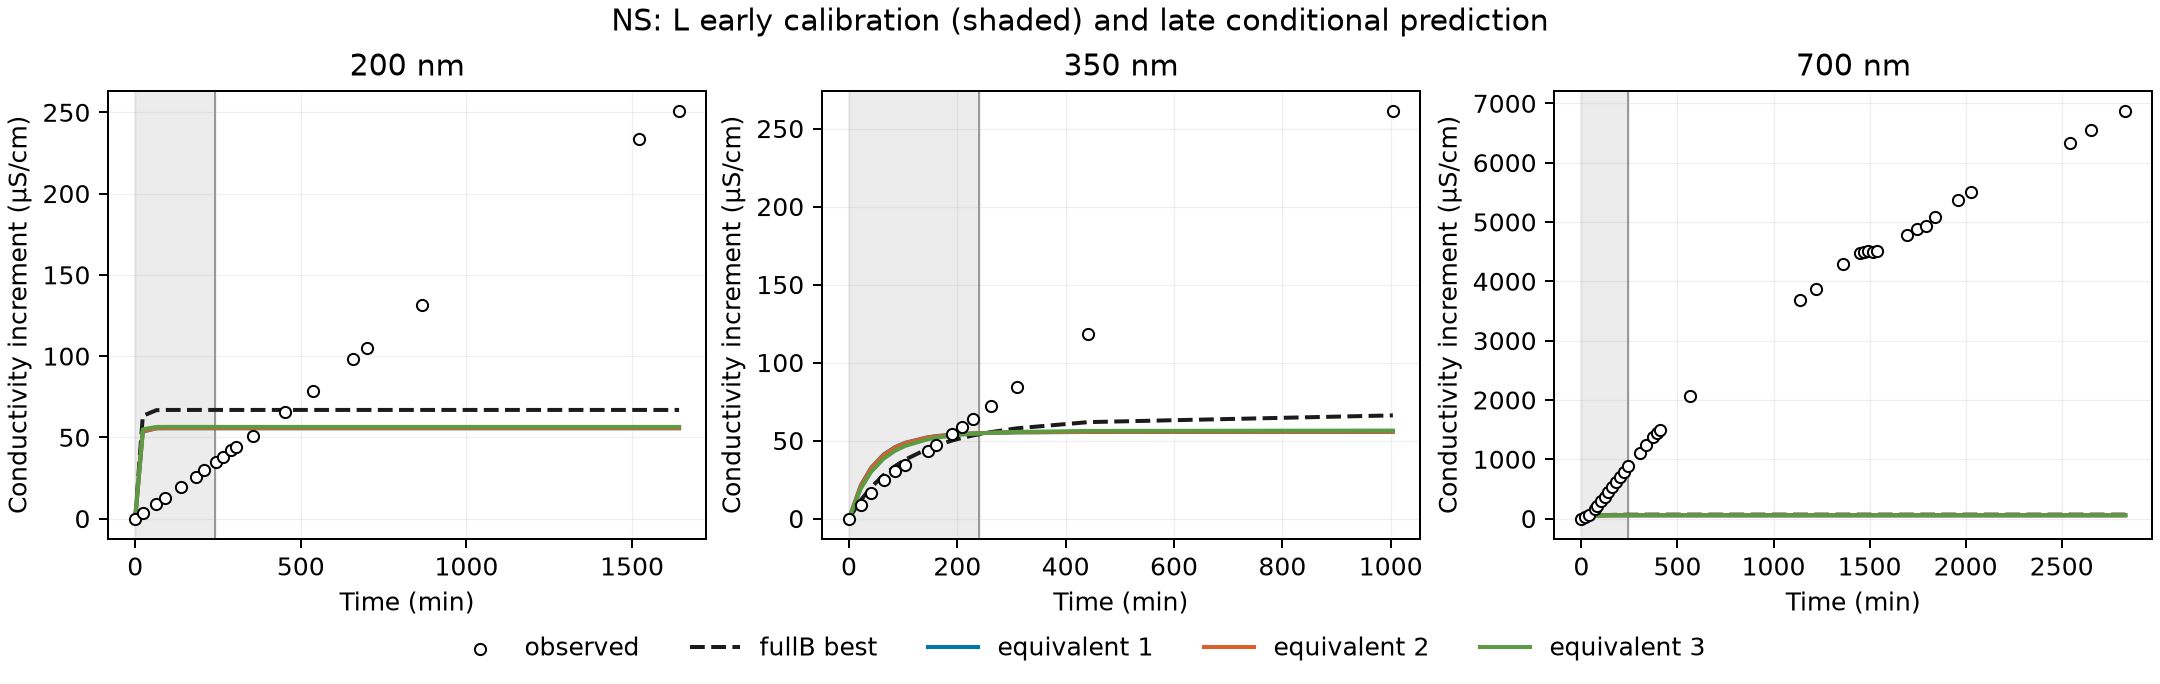 NS: L early calibration (shaded) and late conditional prediction
200 nm
350 nm
700 nm
Conductivity increment (µS/cm)
250
200
150
100
50
0
0
500
1000
1500
Time (min)
Conductivity increment (µS/cm)
250
200
150
100
50
0
0
200
400
600
800
1000
Time (min)
Conductivity increment (µS/cm)
7000
6000
5000
4000
3000
2000
1000
0
0
500
1000
1500
2000
2500
Time (min)
observed
fullB best
equivalent 1
equivalent 2
equivalent 3